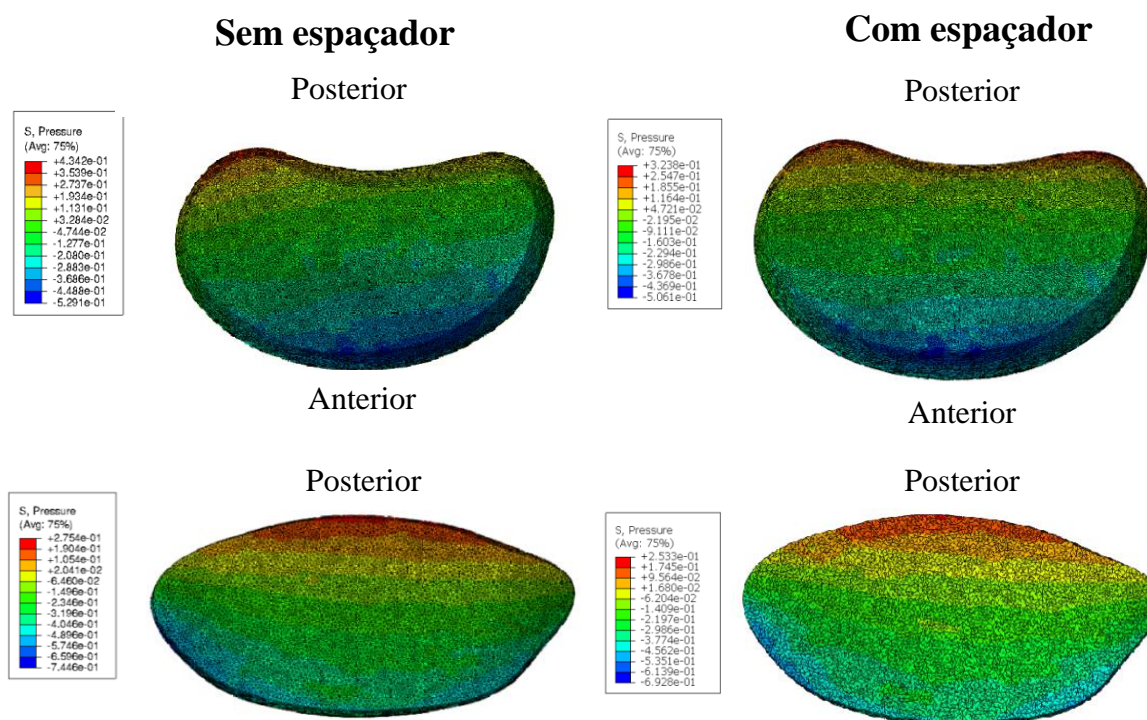 Sem espaçador
Com espaçador
Posterior
Posterior
S, Pressure
(Avg: 75%)
+4.342e-01
+3.539e-01
+2.737e-01
+1.934e-01
+1.131e-01
+3.284e-02
-4.744e-02
-1.277e-01
-2.080e-01
-2.883e-01
-3.686e-01
-4.488e-01
-5.291e-01
S, Pressure
(Avg: 75%)
+3.238e-01
+2.547e-01
+1.855e-01
+1.164e-01
+4.721e-02
-2.195e-02
-9.111e-02
-1.603e-01
-2.294e-01
-2.986e-01
-3.678e-01
-4.369e-01
-5.061e-01
Anterior
Anterior
Posterior
Posterior
S, Pressure
(Avg: 75%)
+2.754e-01
+1.904e-01
+1.054e-01
+2.041e-02
-6.460e-02
-1.496e-01
-2.346e-01
-3.196e-01
-4.046e-01
-4.896e-01
-5.746e-01
-6.596e-01
-7.446e-01
S, Pressure
(Avg: 75%)
+2.533e-01
+1.745e-01
+9.564e-02
+1.680e-02
-6.204e-02
-1.409e-01
-2.197e-01
-2.986e-01
-3.774e-01
-4.562e-01
-5.351e-01
-6.139e-01
-6.928e-01